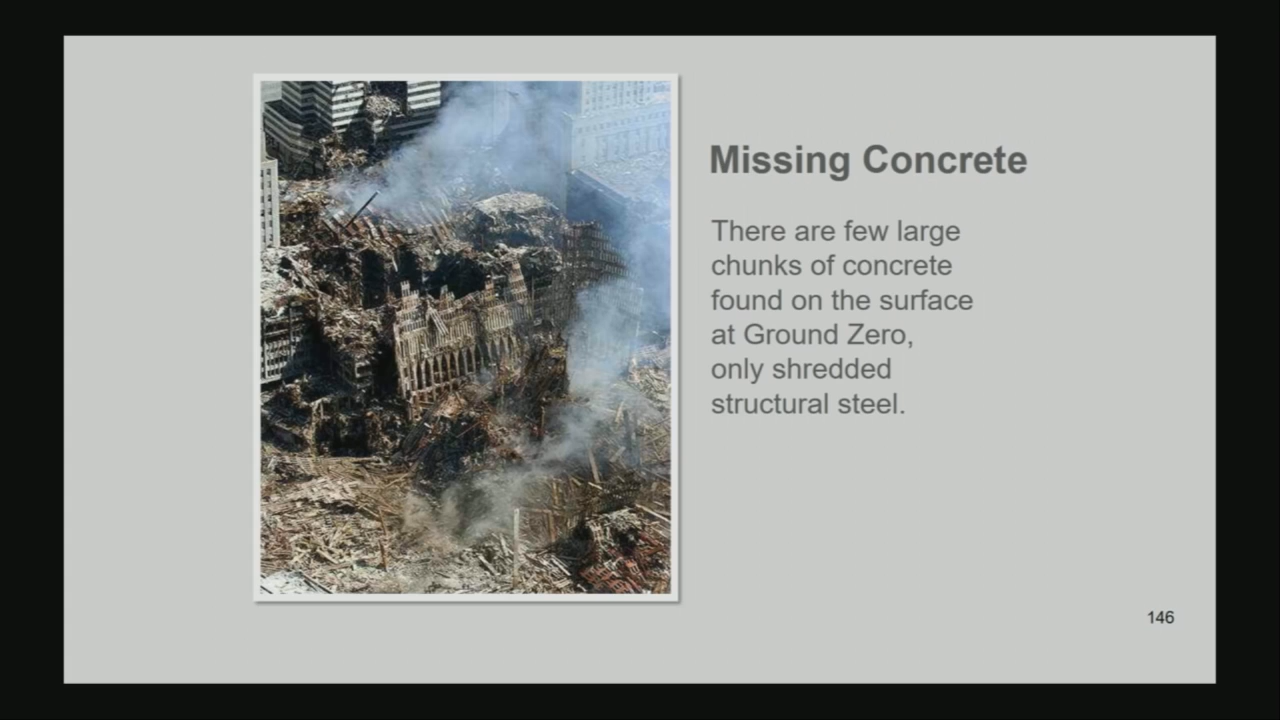 Missing Concrete
There are few large
chunks of concrete
found on the surface
at Ground Zero,
only shredded
structural steel.
146